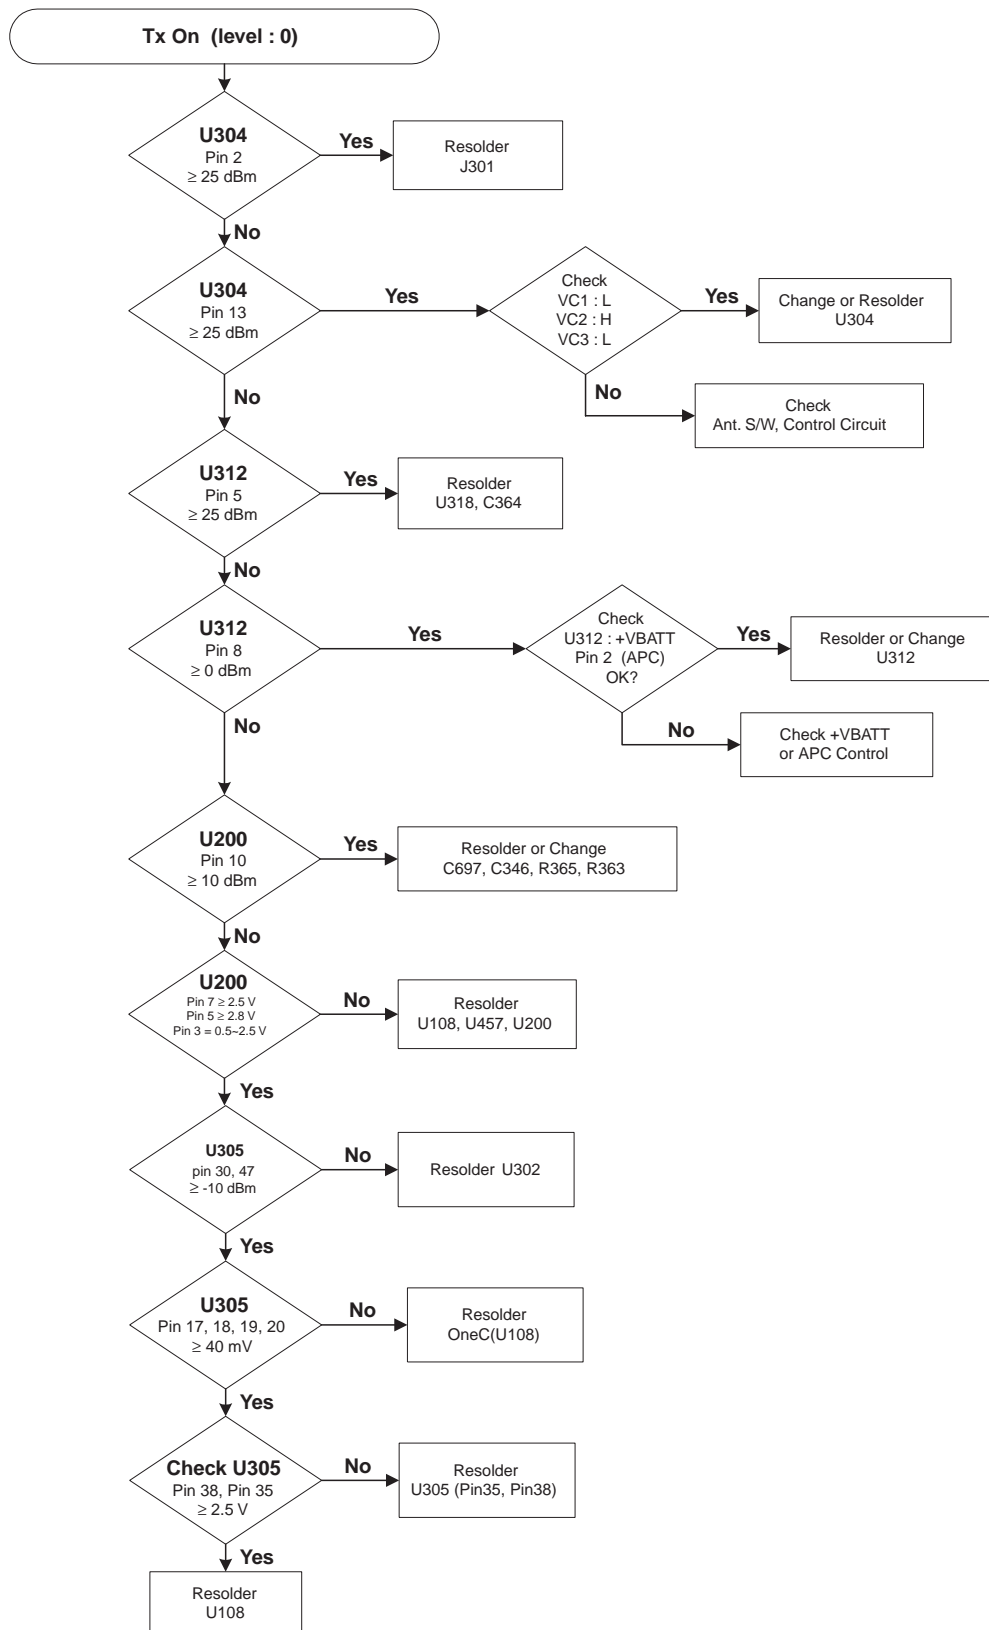 Tx On (level : 0)
U304
Pin 2
≥ 25 dBm
Yes
Resolder
J301
No
U304
Pin 13
≥ 25 dBm
Yes
Check
VC1 : L
VC2 : H
VC3 : L
Yes
Change or Resolder
U304
No
Check
Ant. S/W, Control Circuit
No
U312
Pin 5
≥ 25 dBm
Yes
Resolder
U318, C364
No
U312
Pin 8
≥ 0 dBm
Yes
Check
U312 : +VBATT
Pin 2 (APC)
OK?
Yes
Resolder or Change
U312
No
Check +VBATT
or APC Control
No
U200
Pin 10
≥ 10 dBm
Yes
Resolder or Change
C697, C346, R365, R363
No
U200
Pin 7 ≥ 2.5 V
Pin 5 ≥ 2.8 V
Pin 3 = 0.5~2.5 V
No
Resolder
U108, U457, U200
Yes
U305
pin 30, 47
≥ -10 dBm
No
Resolder U302
Yes
U305
Pin 17, 18, 19, 20
≥ 40 mV
No
Resolder
OneC(U108)
Yes
Check U305
Pin 38, Pin 35
≥ 2.5 V
No
Resolder
U305 (Pin35, Pin38)
Yes
Resolder
U108